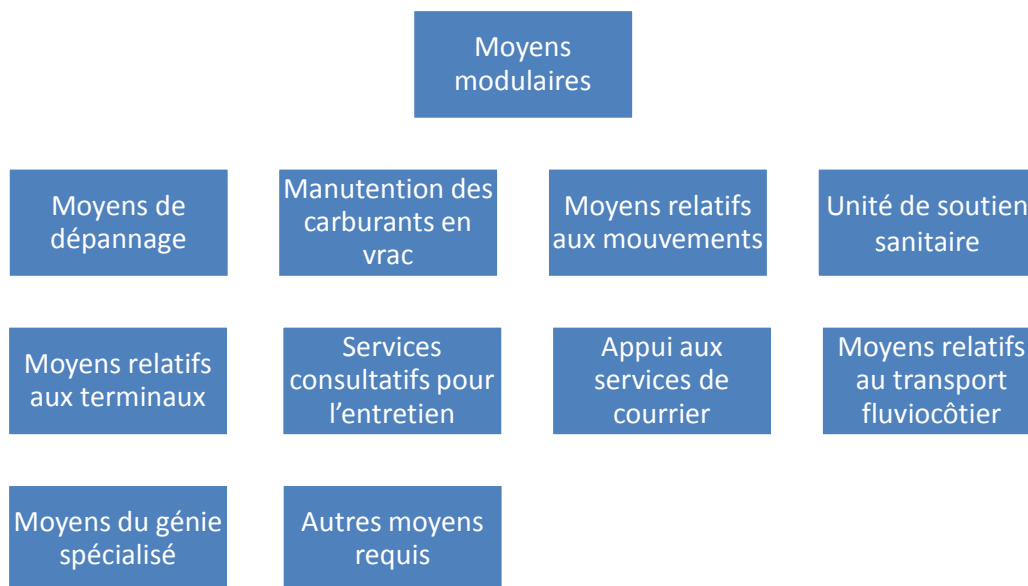 Moyens
modulaires
Moyens de
dépannage
Manutention des
carburants en
vrac
Moyens relatifs
aux mouvements
Unité de soutien
sanitaire
Moyens relatifs
aux terminaux
Services
consultatifs pour
l'entretien
Appui aux
services de
courrier
Moyens relatifs
au transport
fluviocôtier
Moyens du génie
spécialisé
Autres moyens
requis